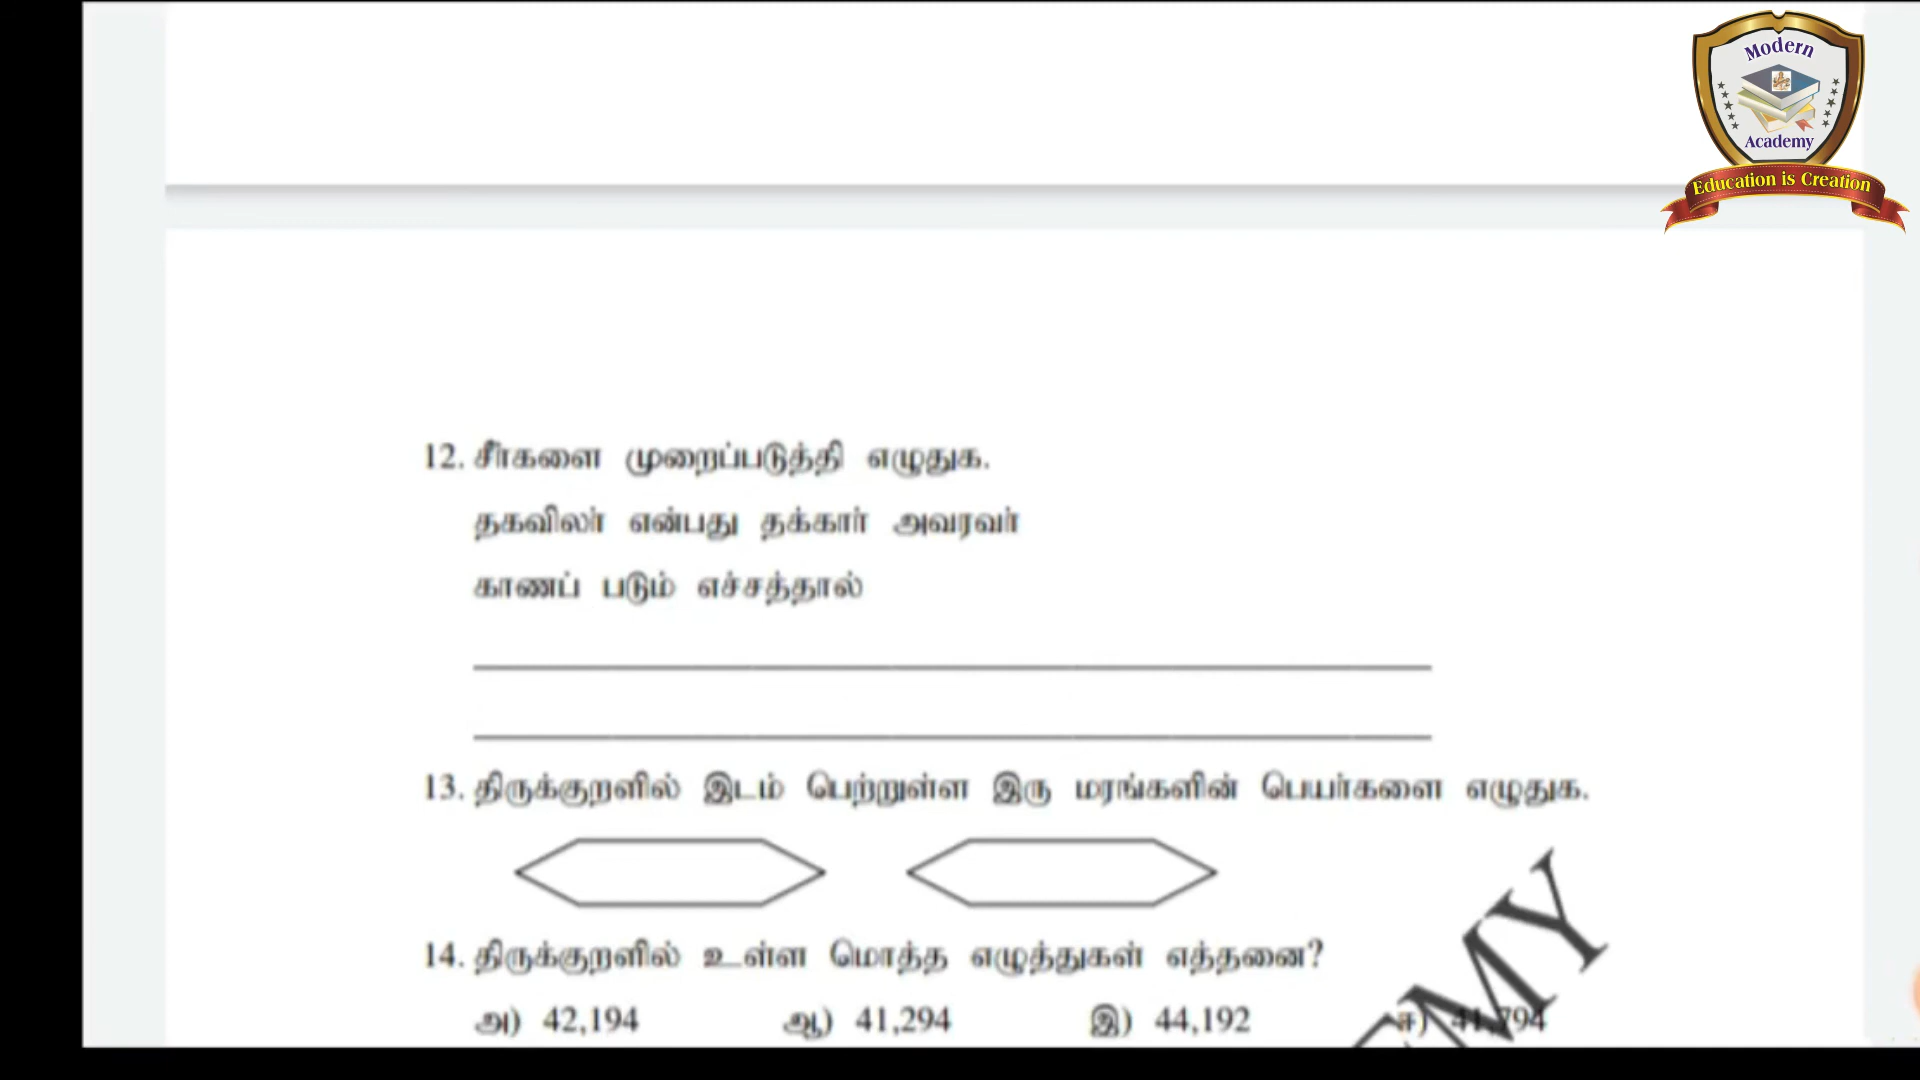 Modern
Academy
Education is Creation
12. சீர்களை முறைப்படுத்தி எழுதுக.
தகவிலர் என்பது தக்கார் அவரவர்
காணப் படும் எச்சத்தால்
13. திருக்குறளில் இடம் பெற்றுள்ள இரு மரங்களின் பெயர்களை எழுதுக.
14. திருக்குறளில் உள்ள மொத்த எழுத்துகள் எத்தனை?
அ) 42,194 ஆ) 41,294 இ) 44,192 ஈ) 41,794